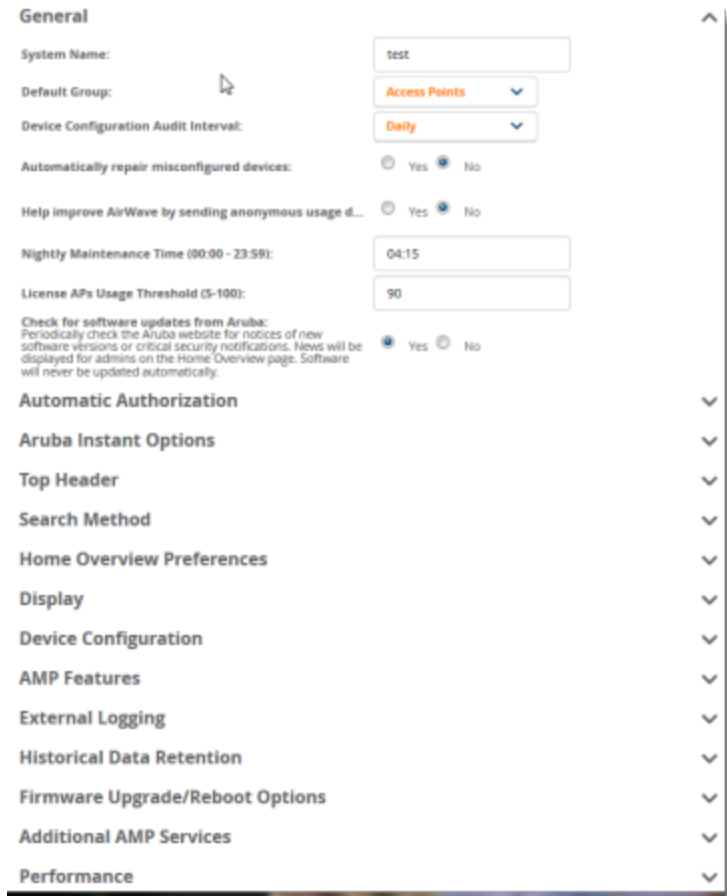 General
System Name: test
Default Group: Access Points
Device Configuration Audit Interval: Daily
Automatically repair misconfigured devices: Yes No
Help improve AirWave by sending anonymous usage d... Yes No
Nightly Maintenance Time (00:00 - 23:59): 04:15
License APs Usage Threshold (5-100): 90
Check for software updates from Aruba:
Periodically check the Aruba website for notices of new
software versions or critical security notifications. News will be
displayed for admins on the Home Overview page. Software
will never be updated automatically.
Yes No
Automatic Authorization
Aruba Instant Options
Top Header
Search Method
Home Overview Preferences
Display
Device Configuration
AMP Features
External Logging
Historical Data Retention
Firmware Upgrade/Reboot Options
Additional AMP Services
Performance